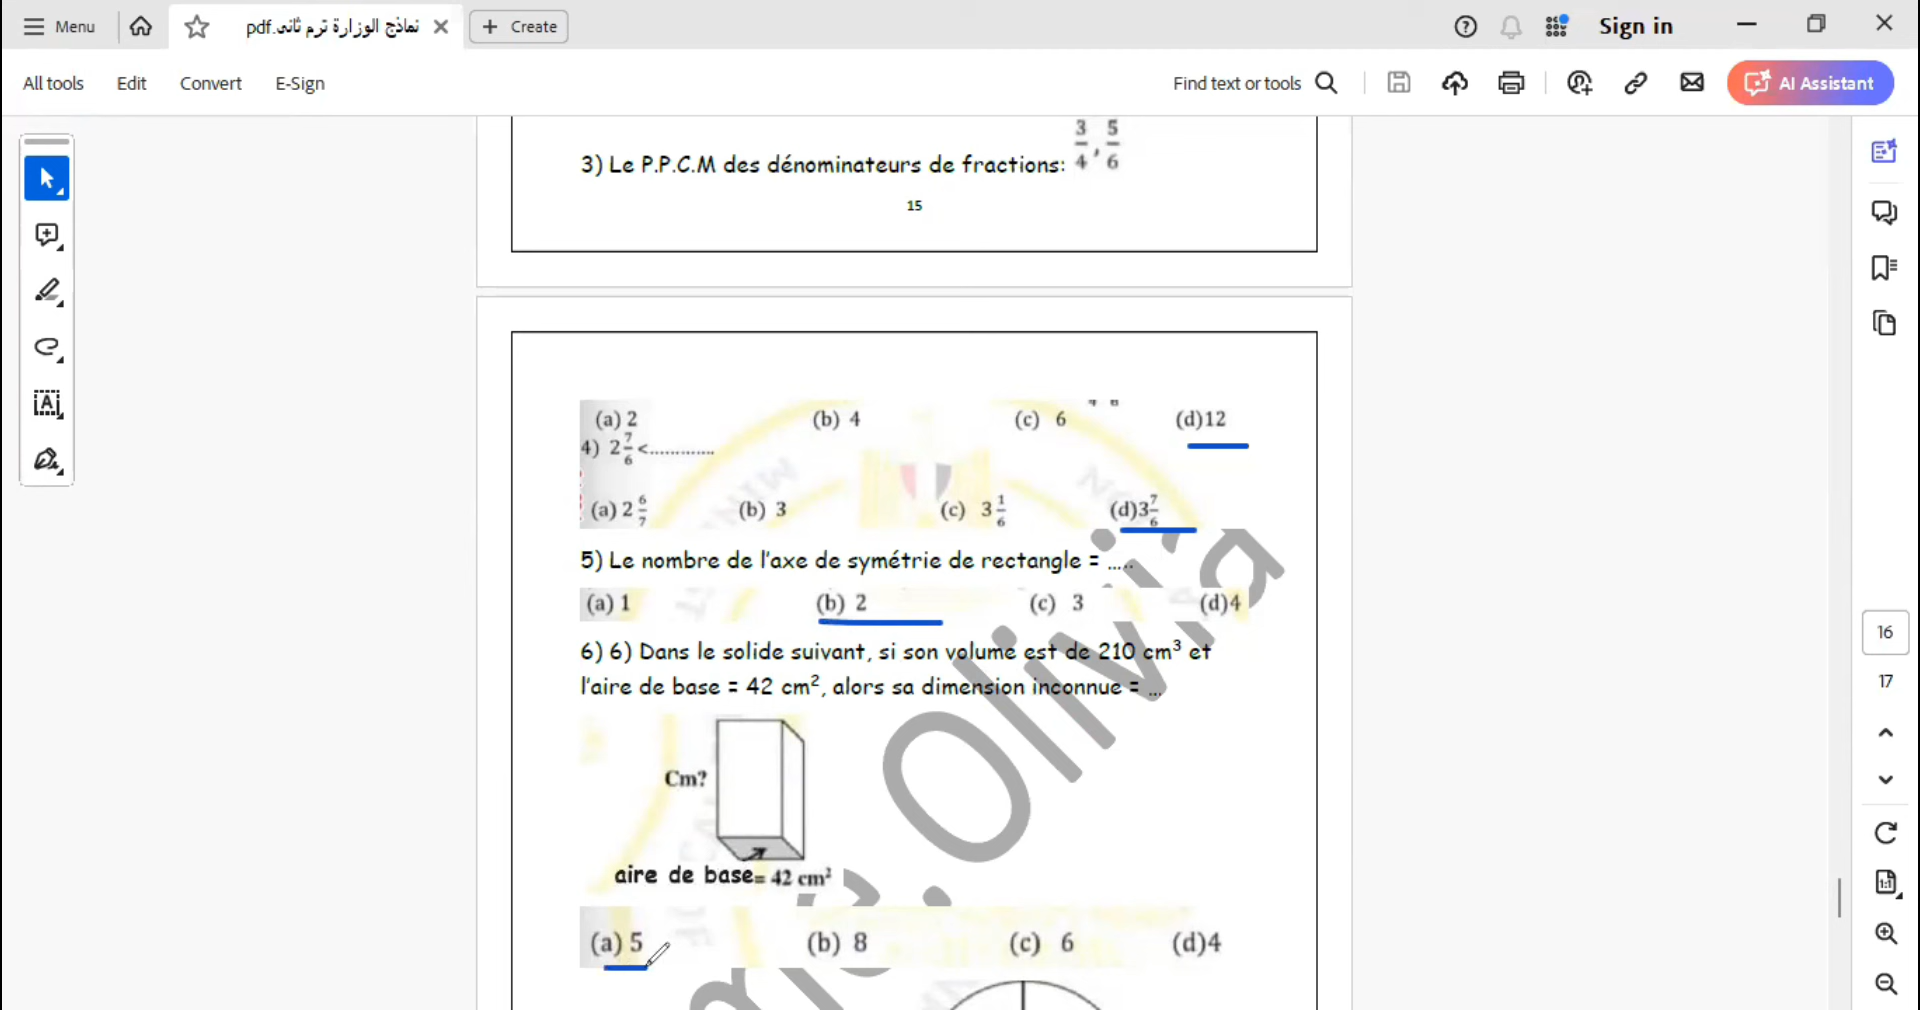 Menu
نماذج الوزارة ترم ثانى.pdf
Create
Sign in
All tools
Edit
Convert
E-Sign
Find text or tools
AI Assistant
3) Le P.P.C.M des dénominateurs de fractions: 3/4 , 5/6
15
(a) 2 (b) 4 (c) 6 (d)12
4) 2 7/6 <.............
(a) 2 6/7 (b) 3 (c) 3 1/6 (d)3 7/6
5) Le nombre de l'axe de symétrie de rectangle = .....
(a) 1 (b) 2 (c) 3 (d)4
6) 6) Dans le solide suivant, si son volume est de 210 cm³ et
l'aire de base = 42 cm², alors sa dimension inconnue = ...
Cm?
aire de base= 42 cm²
(a) 5 (b) 8 (c) 6 (d)4
Olivia
16
17